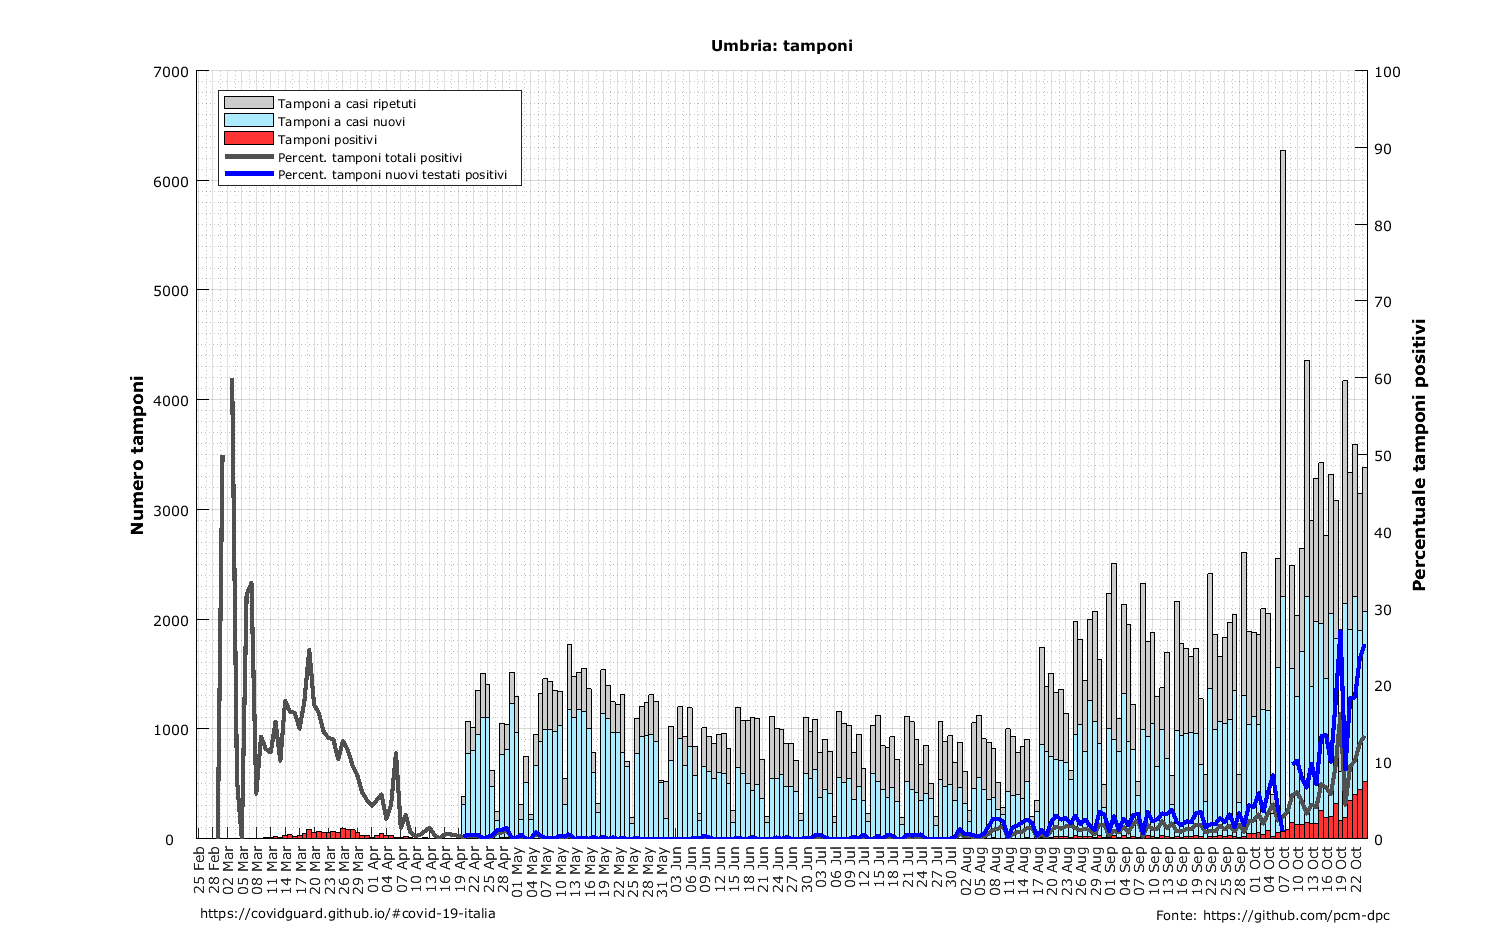 Umbria: tamponi
Tamponi a casi ripetuti
Tamponi a casi nuovi
Tamponi positivi
Percent. tamponi totali positivi
Percent. tamponi nuovi testati positivi
Numero tamponi
7000
6000
5000
4000
3000
2000
1000
0
Percentuale tamponi positivi
100
90
80
70
60
50
40
30
20
10
0
25 Feb
28 Feb
02 Mar
05 Mar
08 Mar
11 Mar
14 Mar
17 Mar
20 Mar
23 Mar
26 Mar
29 Mar
01 Apr
04 Apr
07 Apr
10 Apr
13 Apr
16 Apr
19 Apr
22 Apr
25 Apr
28 Apr
01 May
04 May
07 May
10 May
13 May
16 May
19 May
22 May
25 May
28 May
31 May
03 Jun
06 Jun
09 Jun
12 Jun
15 Jun
18 Jun
21 Jun
24 Jun
27 Jun
30 Jun
03 Jul
06 Jul
09 Jul
12 Jul
15 Jul
18 Jul
21 Jul
24 Jul
27 Jul
30 Jul
02 Aug
05 Aug
08 Aug
11 Aug
14 Aug
17 Aug
20 Aug
23 Aug
26 Aug
29 Aug
01 Sep
04 Sep
07 Sep
10 Sep
13 Sep
16 Sep
19 Sep
22 Sep
25 Sep
28 Sep
01 Oct
04 Oct
07 Oct
10 Oct
13 Oct
16 Oct
19 Oct
22 Oct
https://covidguard.github.io/#covid-19-italia
Fonte: https://github.com/pcm-dpc